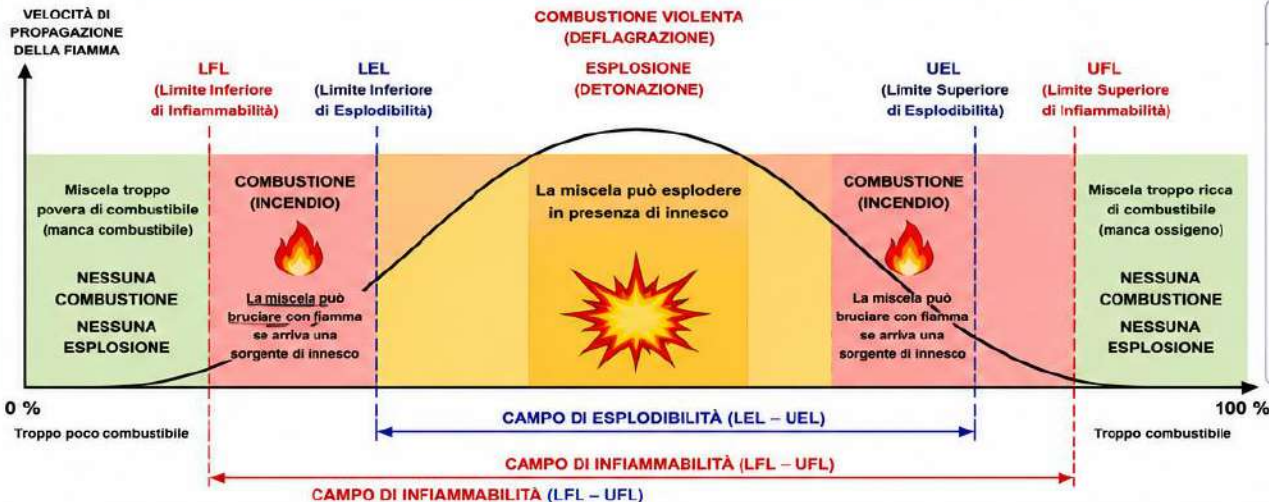 VELOCITÀ DI
PROPAGAZIONE
DELLA FIAMMA
COMBUSTIONE VIOLENTA
(DEFLAGRAZIONE)
ESPLOSIONE
(DETONAZIONE)
LFL
(Limite Inferiore
di Infiammabilità)
LEL
(Limite Inferiore
di Esplodibilità)
UEL
(Limite Superiore
di Esplodibilità)
UFL
(Limite Superiore
di Infiammabilità)
Miscela troppo
povera di combustibile
(manca combustibile)
NESSUNA
COMBUSTIONE
NESSUNA
ESPLOSIONE
COMBUSTIONE
(INCENDIO)
La miscela può
bruciare con fiamma
se arriva una
sorgente di innesco
La miscela può esplodere
in presenza di innesco
COMBUSTIONE
(INCENDIO)
La miscela può
bruciare con fiamma
se arriva una
sorgente di innesco
Miscela troppo ricca
di combustibile
(manca ossigeno)
NESSUNA
COMBUSTIONE
NESSUNA
ESPLOSIONE
0 %
100 %
Troppo poco combustibile
Troppo combustibile
CAMPO DI ESPLODIBILITÀ (LEL – UEL)
CAMPO DI INFIAMMABILITÀ (LFL – UFL)
CAMPO DI INFIAMMABILITÀ (LFL – UFL)